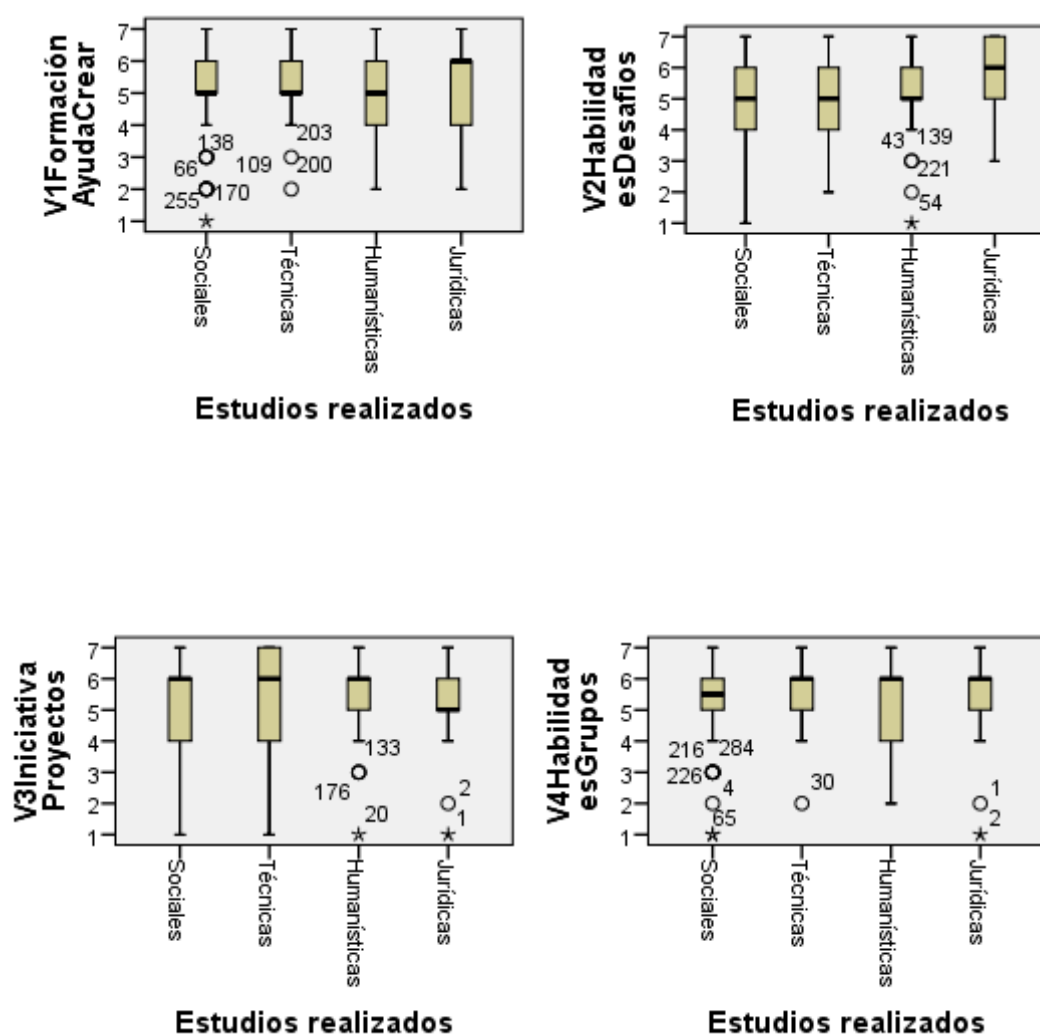 V1Formación
AyudaCrear
7
6
5
4
3
2
1
138
66
255
170
203
109
200
Sociales
Técnicas
Humanísticas
Jurídicas
Estudios realizados
V2Habilidad
esDesafios
7
6
5
4
3
2
1
43
139
221
54
Sociales
Técnicas
Humanísticas
Jurídicas
Estudios realizados
V3Iniciativa
Proyectos
7
6
5
4
3
2
1
133
176
20
2
1
Sociales
Técnicas
Humanísticas
Jurídicas
Estudios realizados
V4Habilidad
esGrupos
7
6
5
4
3
2
1
216
284
226
4
65
30
1
2
Sociales
Técnicas
Humanísticas
Jurídicas
Estudios realizados